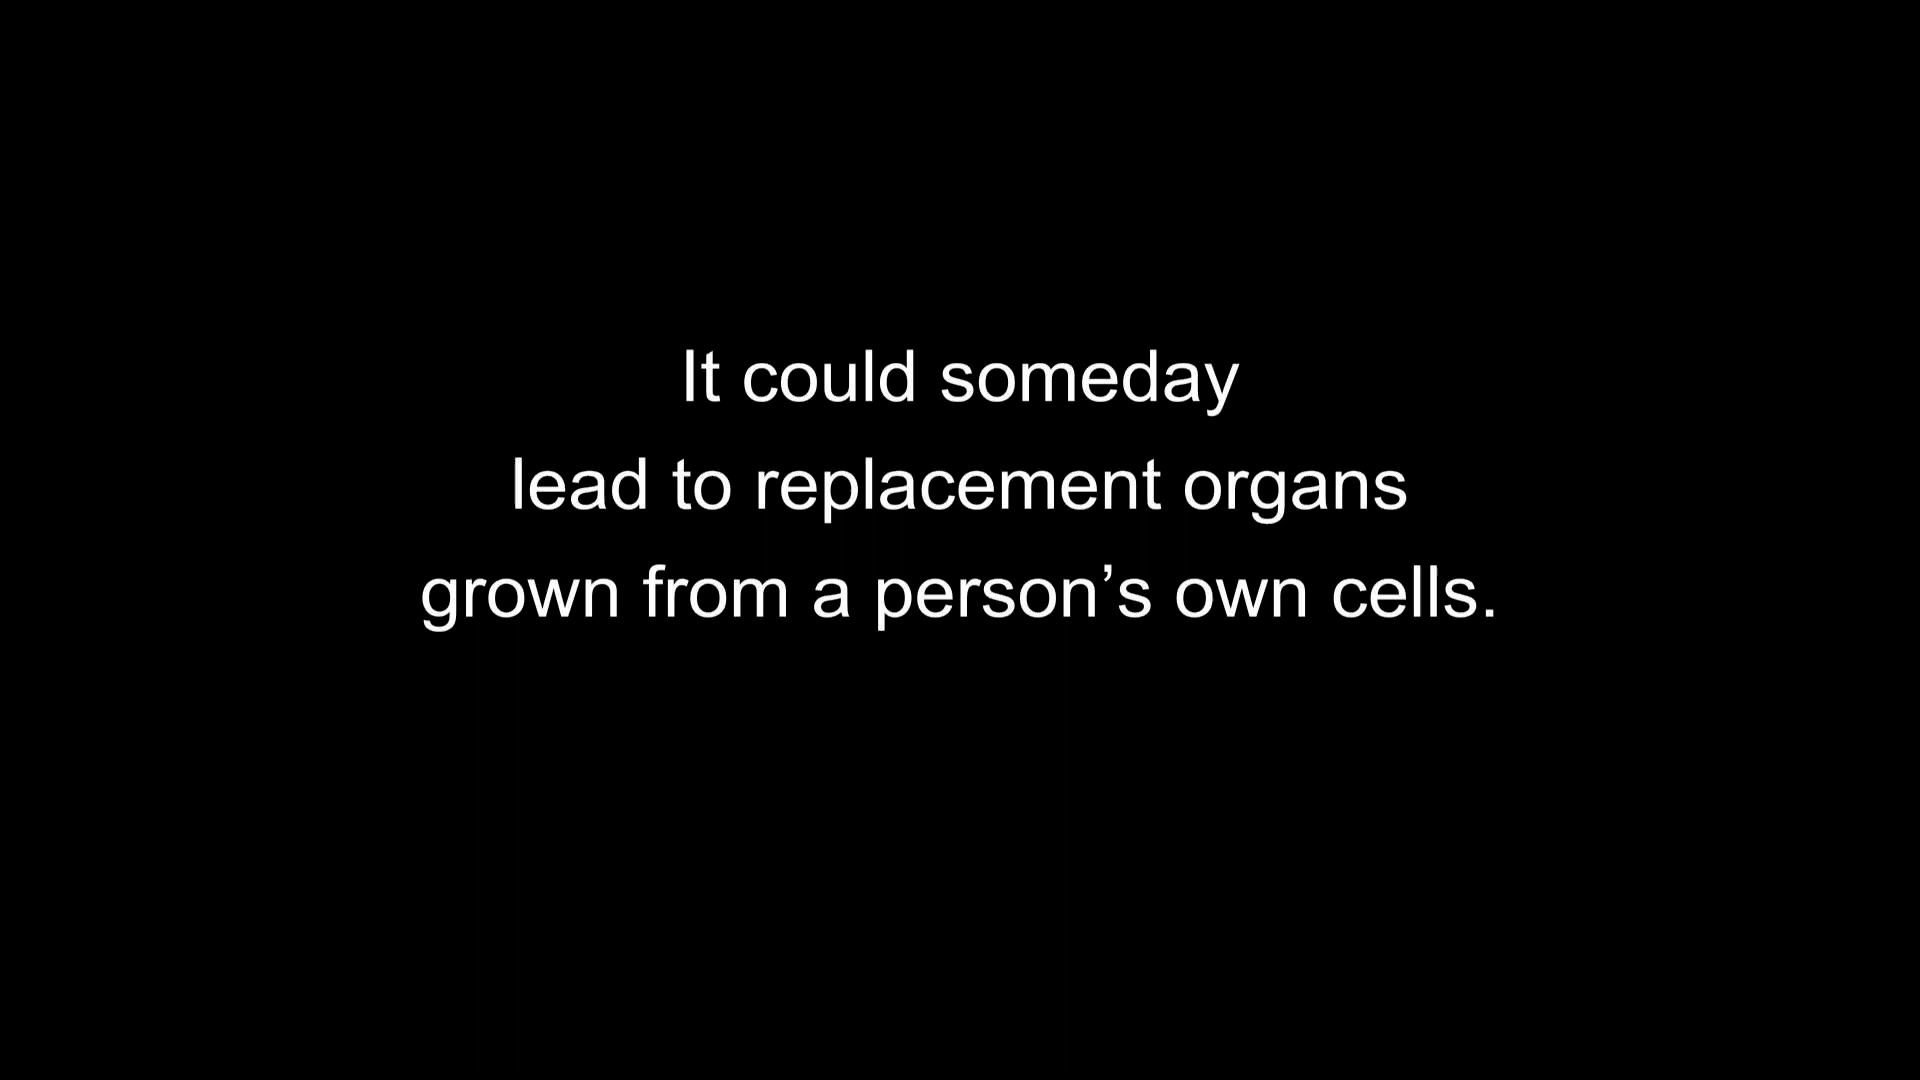 It could someday
lead to replacement organs
grown from a person’s own cells.